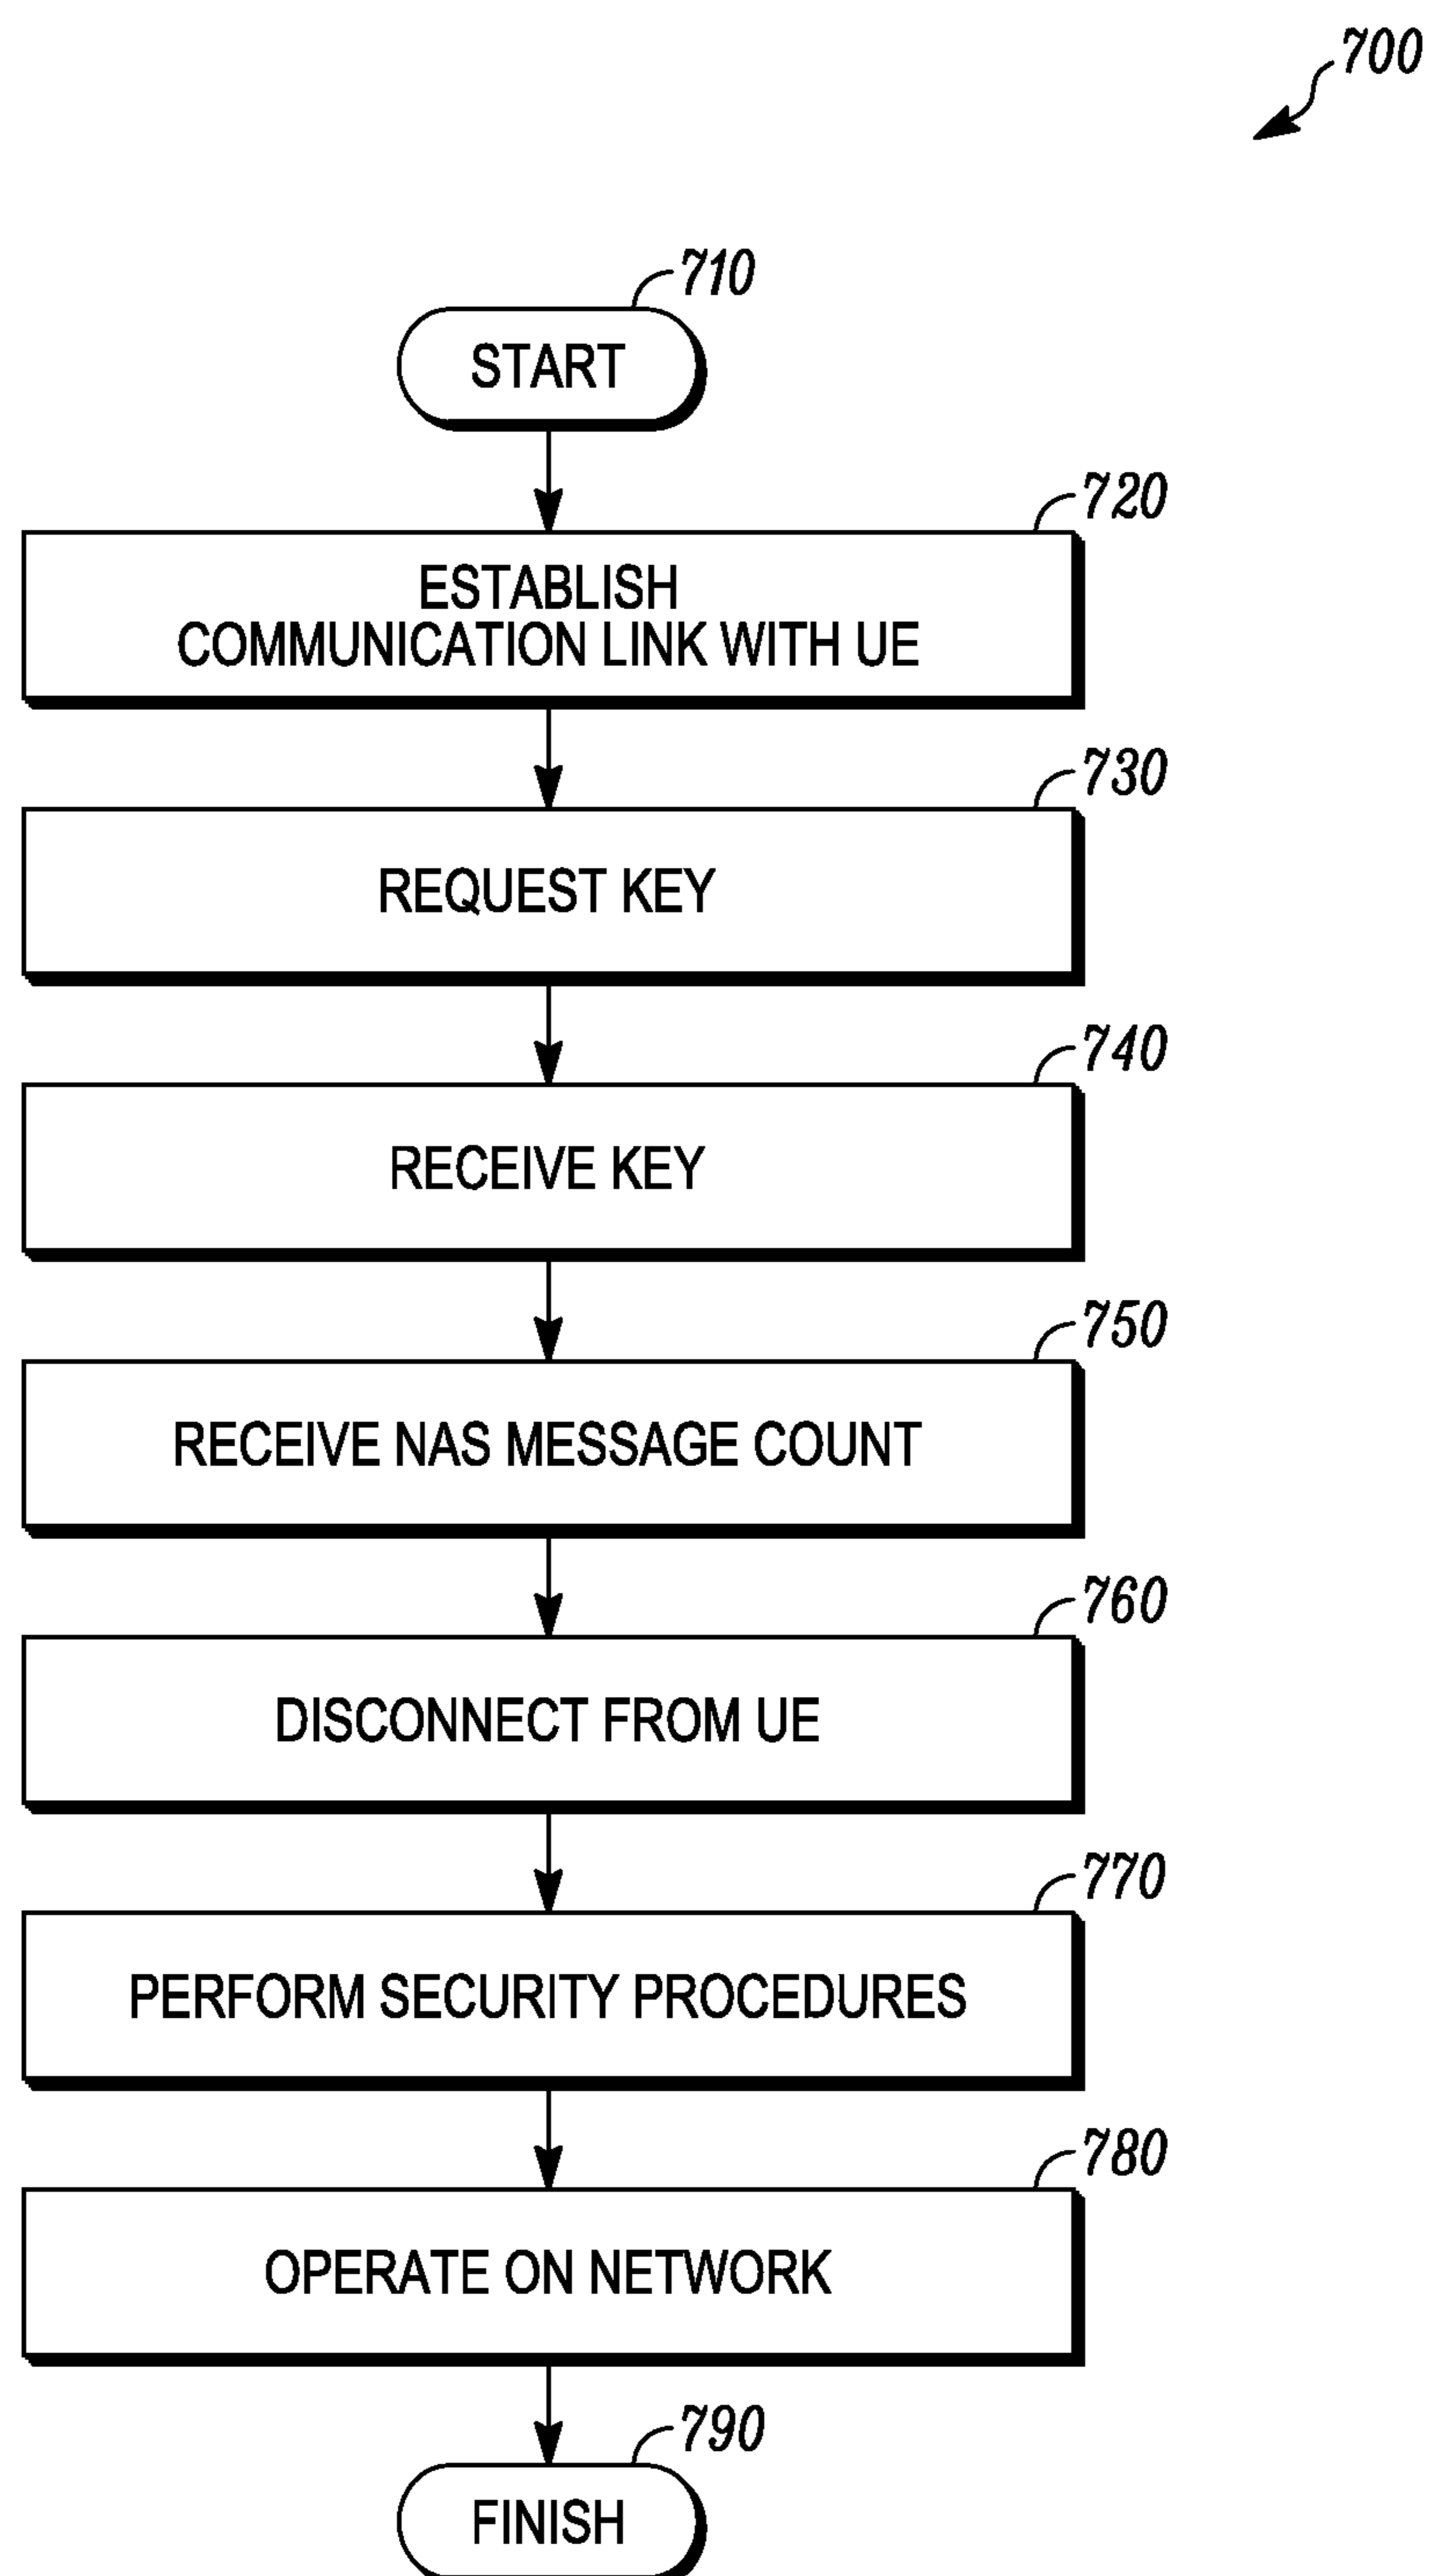 700
710
START
720
ESTABLISH
COMMUNICATION LINK WITH UE
730
REQUEST KEY
740
RECEIVE KEY
750
RECEIVE NAS MESSAGE COUNT
760
DISCONNECT FROM UE
770
PERFORM SECURITY PROCEDURES
780
OPERATE ON NETWORK
790
FINISH